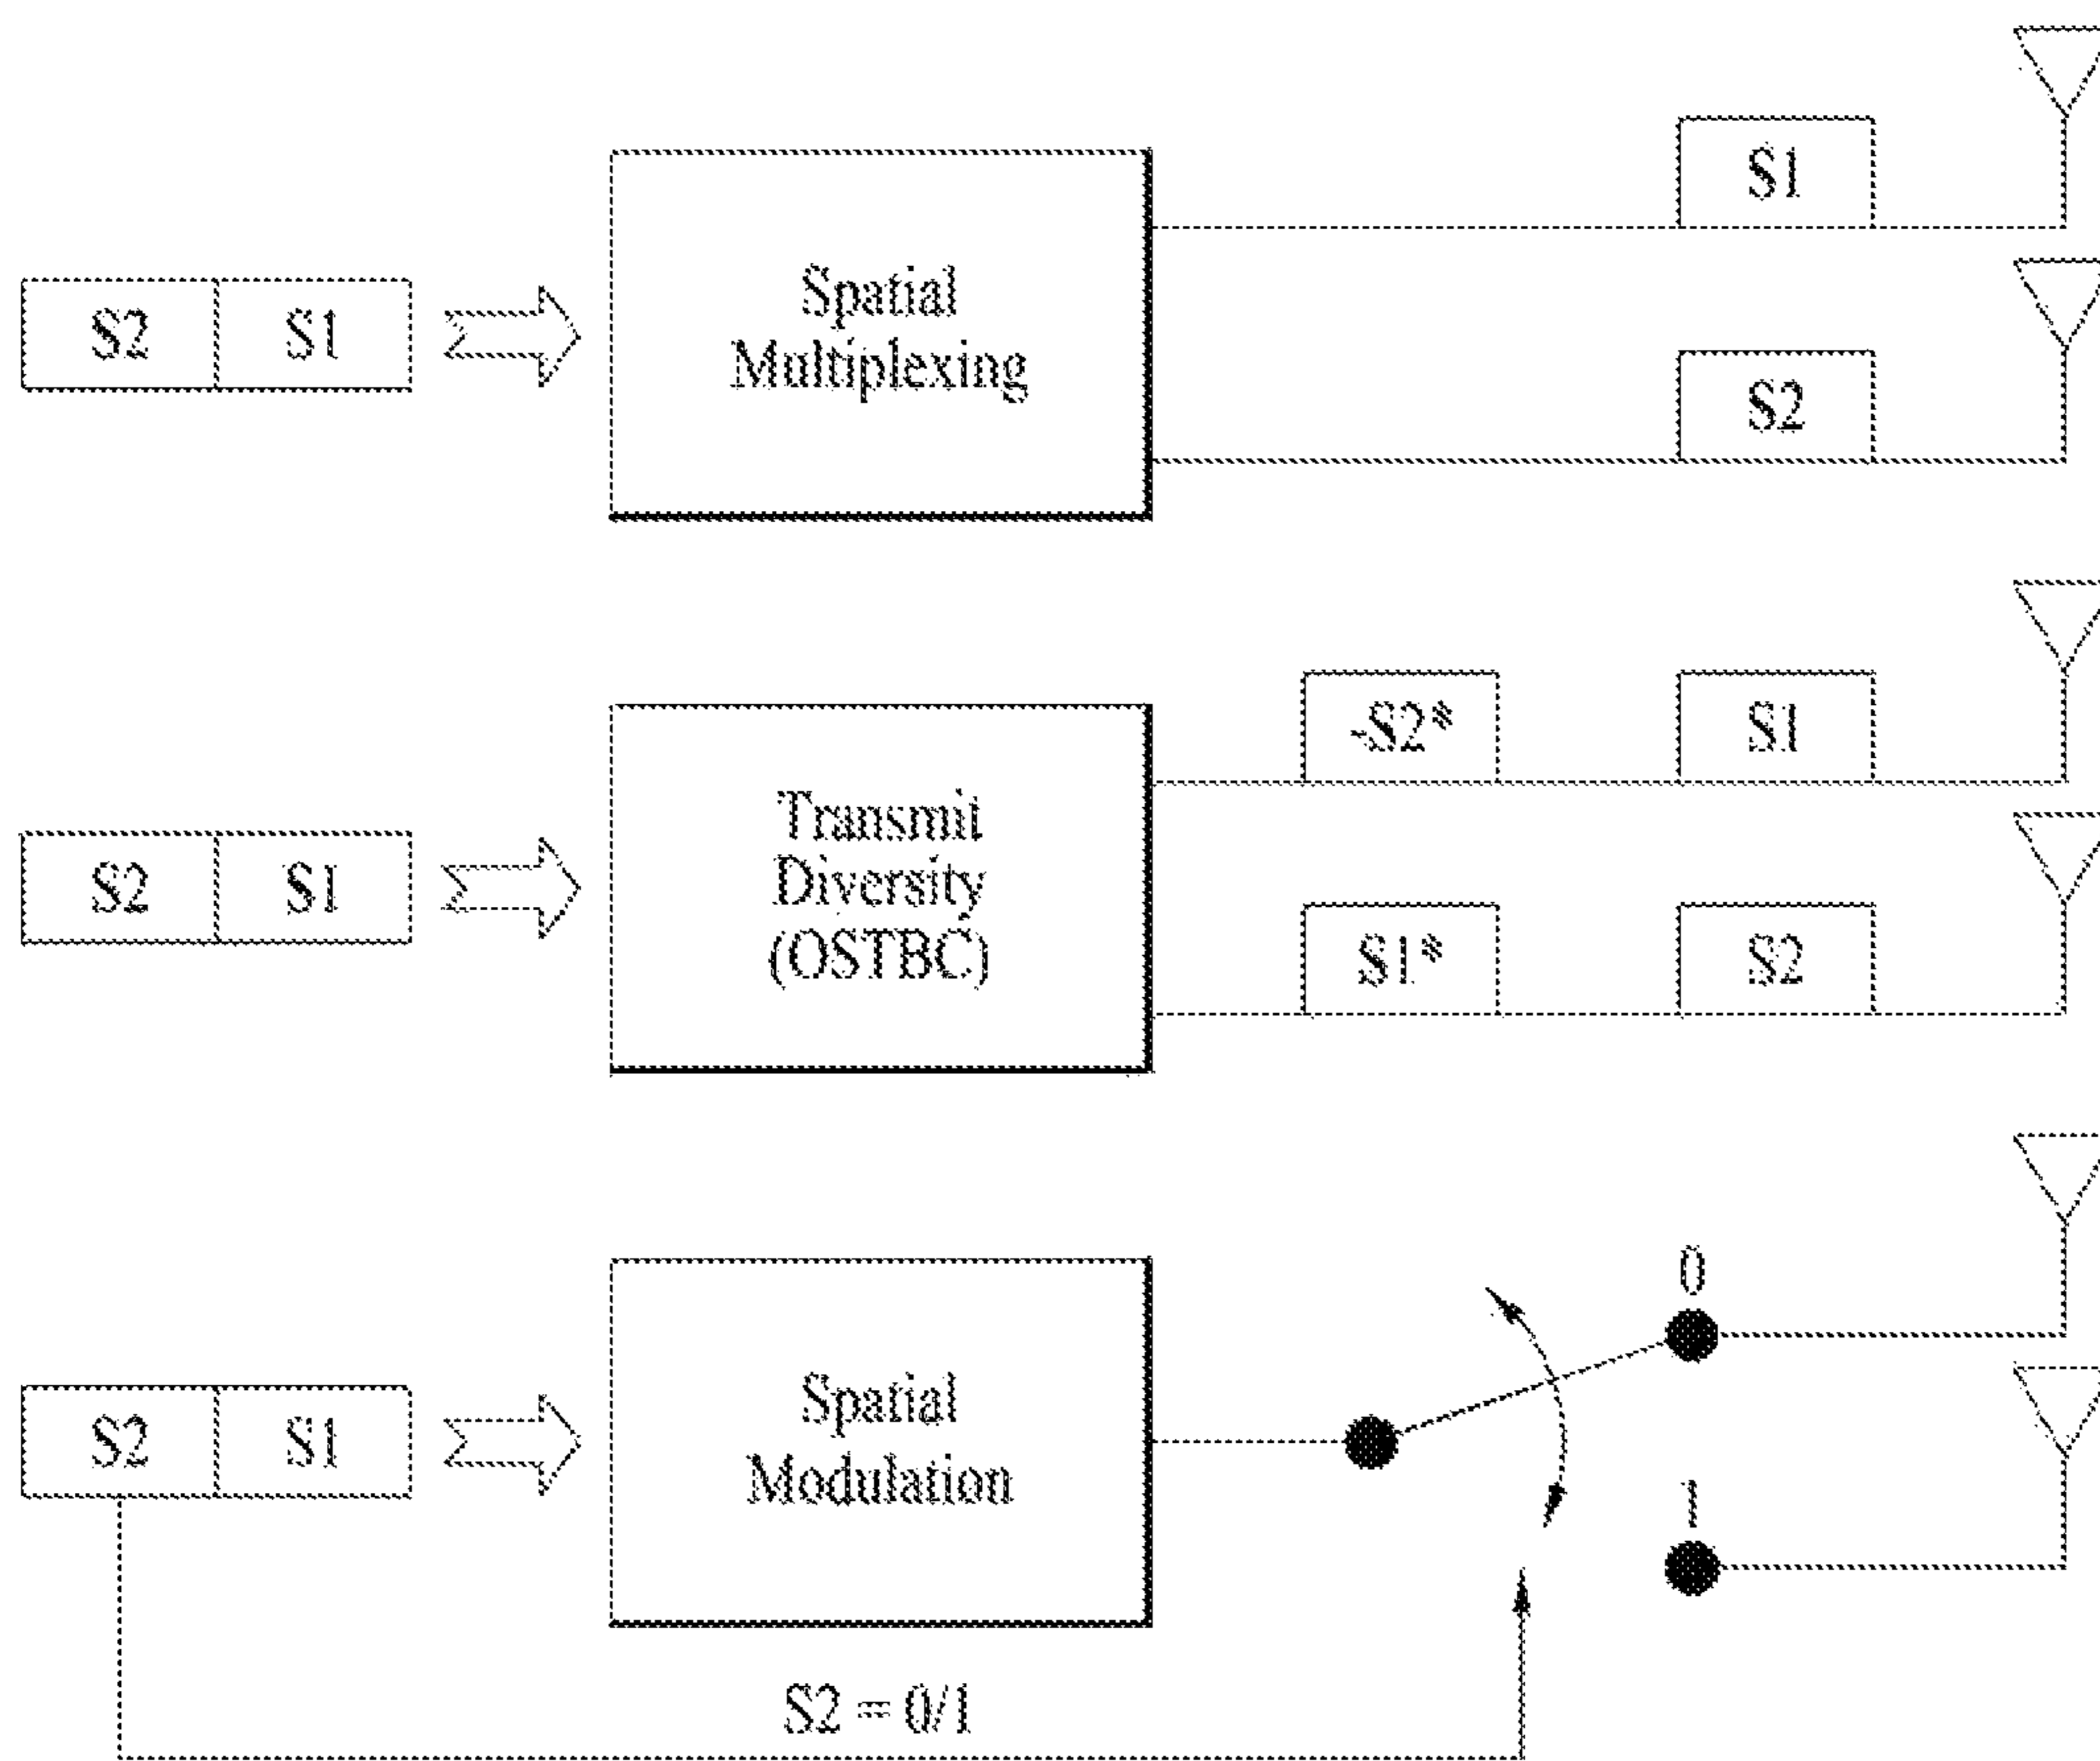 S1
S2 S1
Spatial
Multiplexing
S2
-S2* S1
S2 S1
Transmit
Diversity
(OSTBC)
S1* S2
0
S2 S1
Spatial
Modulation
1
S2 = 0/1